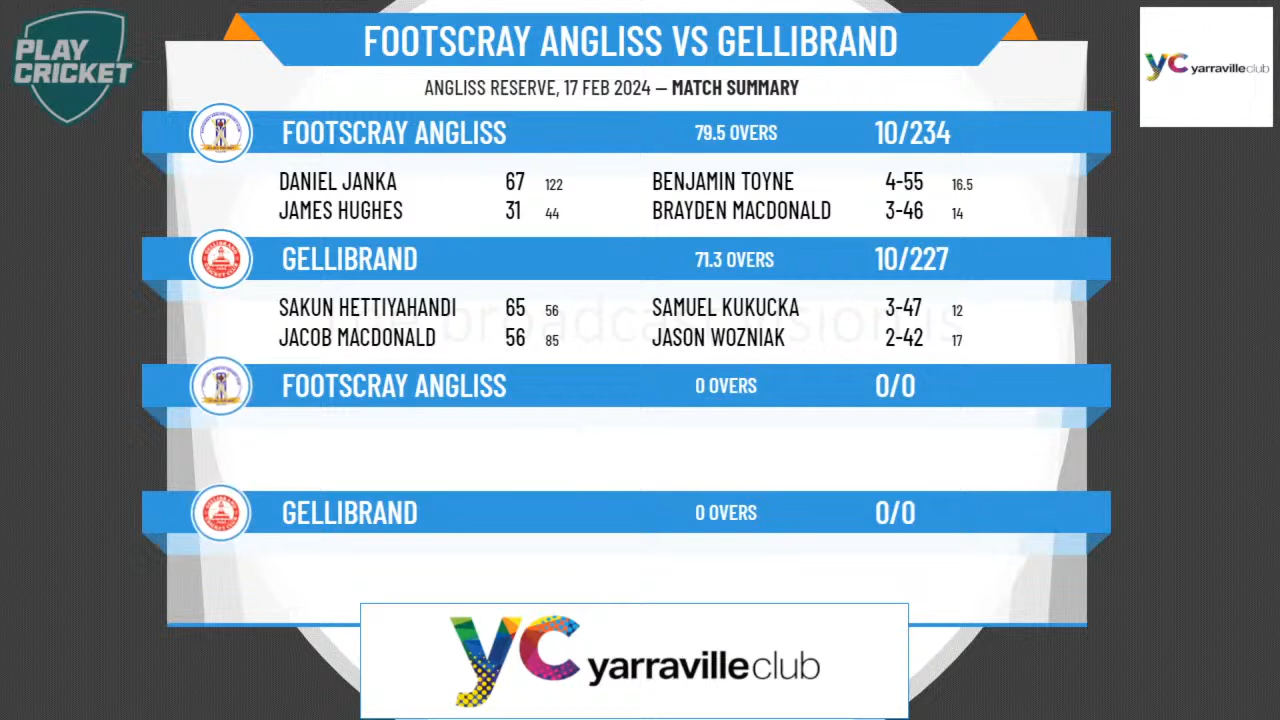 PLAY CRICKET
FOOTSCRAY ANGLISS VS GELLIBRAND
yc yarravilleclub
ANGLISS RESERVE, 17 FEB 2024 – MATCH SUMMARY
FOOTSCRAY ANGLISS 79.5 OVERS 10/234
DANIEL JANKA 67 122 BENJAMIN TOYNE 4-55 16.5
JAMES HUGHES 31 44 BRAYDEN MACDONALD 3-46 14
GELLIBRAND 71.3 OVERS 10/227
SAKUN HETTIYAHANDI 65 56 SAMUEL KUKUCKA 3-47 12
JACOB MACDONALD 56 85 JASON WOZNIAK 2-42 17
FOOTSCRAY ANGLISS 0 OVERS 0/0
GELLIBRAND 0 OVERS 0/0
yc yarravilleclub